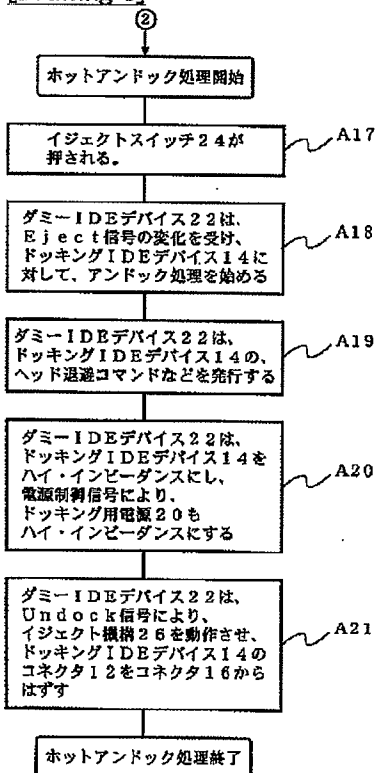 ②
ホットアンドック処理開始
イジェクトスイッチ24が
押される。
A17
ダミーIDEデバイス22は、
Eject信号の変化を受け、
ドッキングIDEデバイス14に
対して、アンドック処理を始める
A18
ダミーIDEデバイス22は、
ドッキングIDEデバイス14の、
ヘッド退避コマンドなどを発行する
A19
ダミーIDEデバイス22は、
ドッキングIDEデバイス14を
ハイ・インピーダンスにし、
電源制御信号により、
ドッキング用電源20も
ハイ・インピーダンスにする
A20
ダミーIDEデバイス22は、
Undock信号により、
イジェクト機構26を動作させ、
ドッキングIDEデバイス14の
コネクタ12をコネクタ16から
はずす
A21
ホットアンドック処理終了